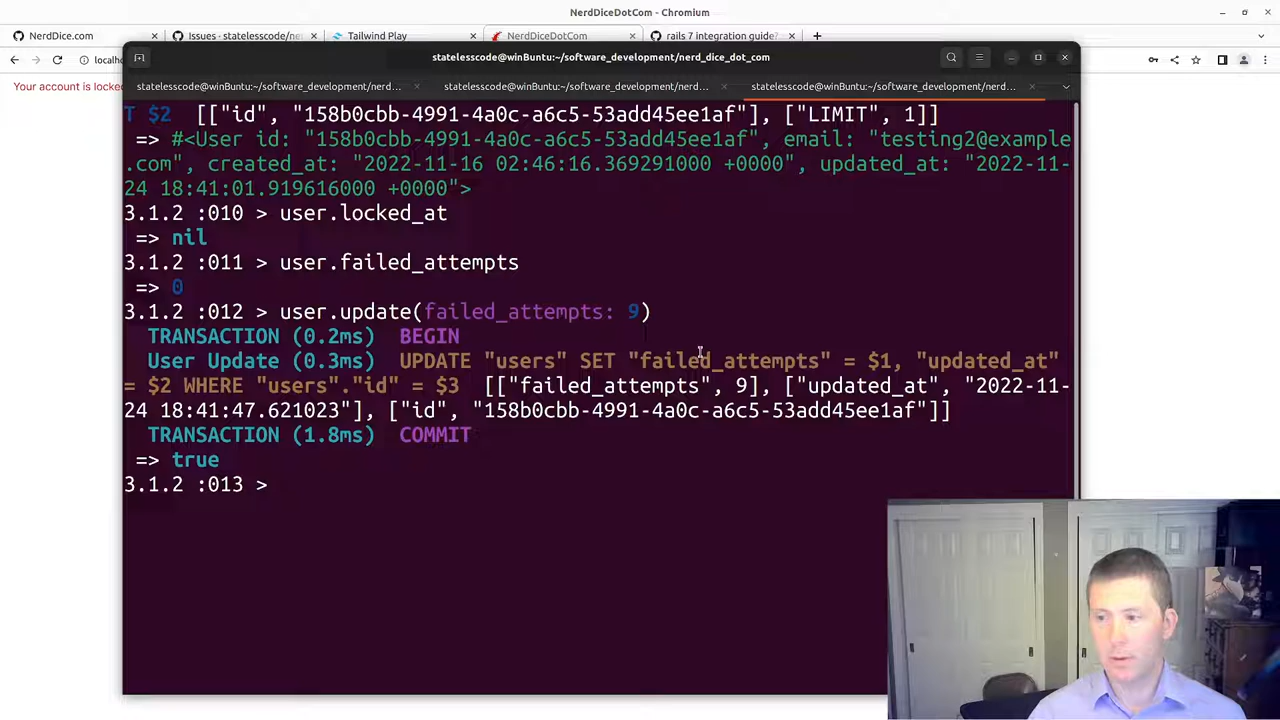 NerdDiceDotCom - Chromium
NerdDice.com
Issues · statelesscode/ner
Tailwind Play
NerdDiceDotCom
rails 7 integration guide?
localho
Your account is locked
statelesscode@winBuntu:~/software_development/nerd_dice_dot_com
statelesscode@winBuntu:~/software_development/nerd...
statelesscode@winBuntu:~/software_development/nerd...
statelesscode@winBuntu:~/software_development/nerd...
T $2  [["id", "158b0cbb-4991-4a0c-a6c5-53add45ee1af"], ["LIMIT", 1]]
=> #<User id: "158b0cbb-4991-4a0c-a6c5-53add45ee1af", email: "testing2@example
.com", created_at: "2022-11-16 02:46:16.369291000 +0000", updated_at: "2022-11-
24 18:41:01.919616000 +0000">
3.1.2 :010 > user.locked_at
=> nil
3.1.2 :011 > user.failed_attempts
=> 0
3.1.2 :012 > user.update(failed_attempts: 9)
TRANSACTION (0.2ms)  BEGIN
User Update (0.3ms)  UPDATE "users" SET "failed_attempts" = $1, "updated_at"
= $2 WHERE "users"."id" = $3  [["failed_attempts", 9], ["updated_at", "2022-11-
24 18:41:47.621023"], ["id", "158b0cbb-4991-4a0c-a6c5-53add45ee1af"]]
TRANSACTION (1.8ms)  COMMIT
=> true
3.1.2 :013 >